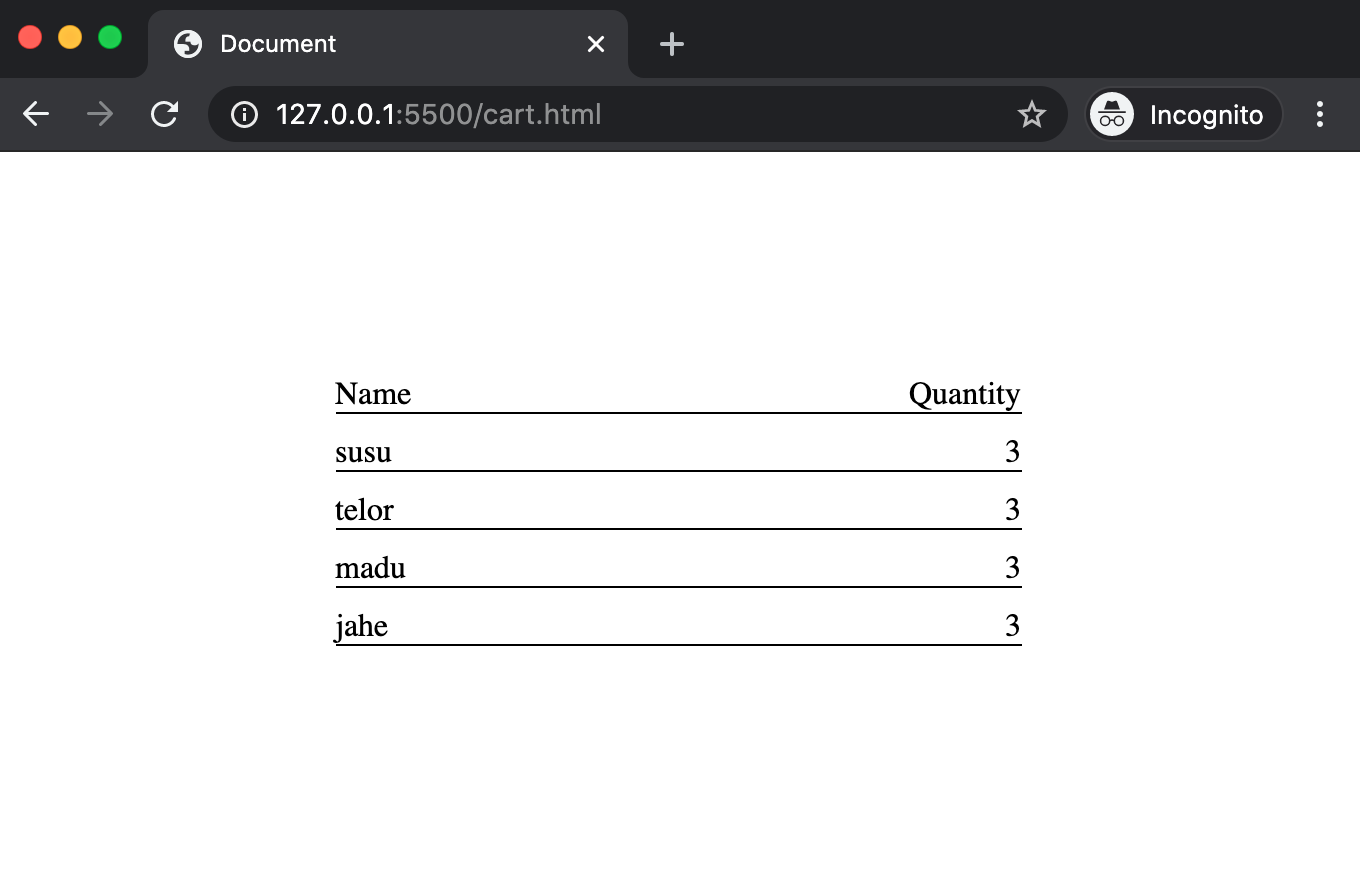 Document
127.0.0.1:5500/cart.html
Incognito
Name Quantity
susu 3
telor 3
madu 3
jahe 3